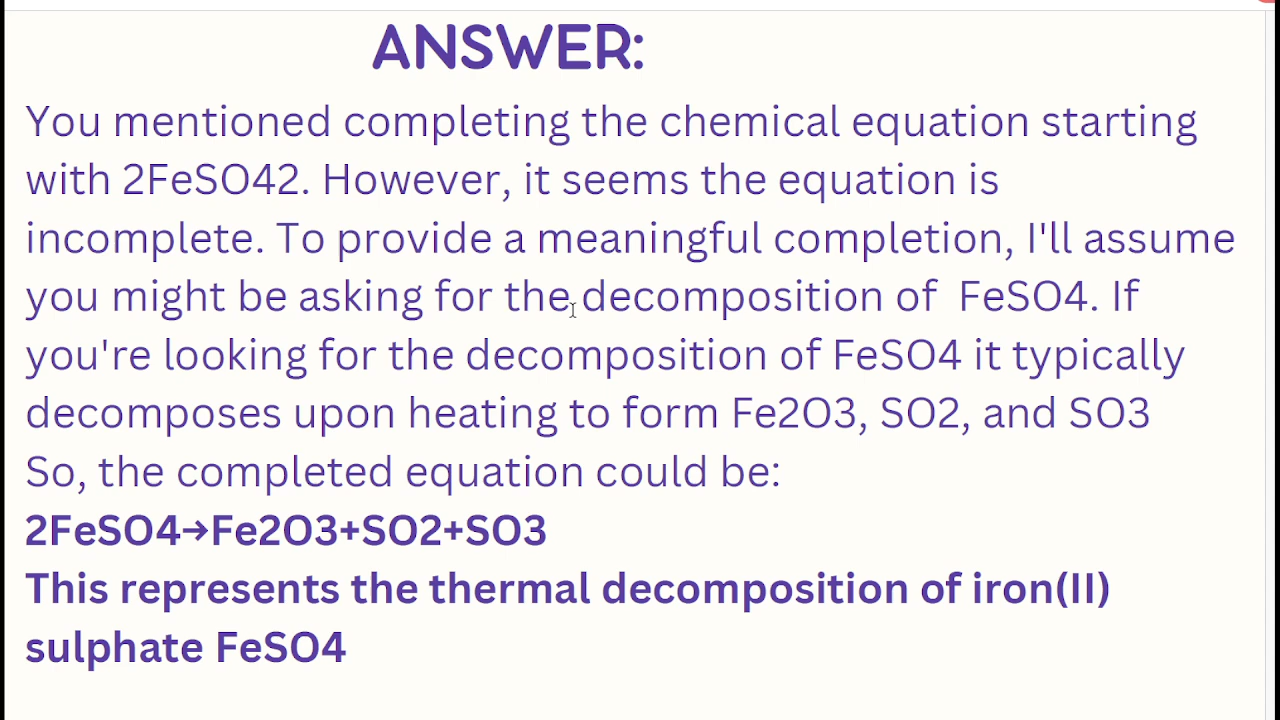 ANSWER:
You mentioned completing the chemical equation starting
with 2FeSO42. However, it seems the equation is
incomplete. To provide a meaningful completion, I'll assume
you might be asking for the decomposition of FeSO4. If
you're looking for the decomposition of FeSO4 it typically
decomposes upon heating to form Fe2O3, SO2, and SO3
So, the completed equation could be:
2FeSO4→Fe2O3+SO2+SO3
This represents the thermal decomposition of iron(II)
sulphate FeSO4